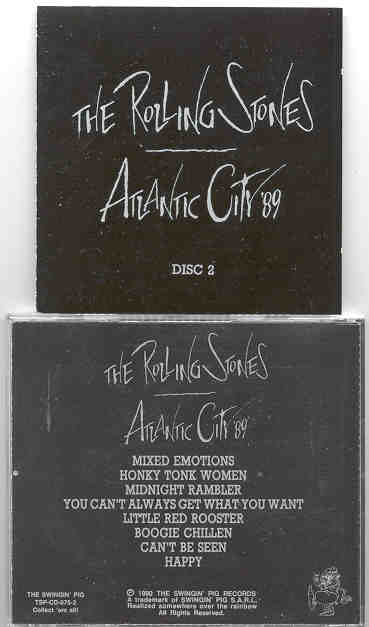 THE ROLLING STONES
ATLANTIC CITY '89
DISC 2
THE ROLLING STONES
ATLANTIC CITY '89
MIXED EMOTIONS
HONKY TONK WOMEN
MIDNIGHT RAMBLER
YOU CAN'T ALWAYS GET WHAT YOU WANT
LITTLE RED ROOSTER
BOOGIE CHILLEN
CAN'T BE SEEN
HAPPY
THE SWINGIN' PIG
TSP-CD-075-2
Collect 'em all!
© 1990 THE SWINGIN' PIG RECORDS
A trademark of SWINGIN' PIG S.A.R.L.
Realized somewhere over the rainbow
All Rights Reserved.